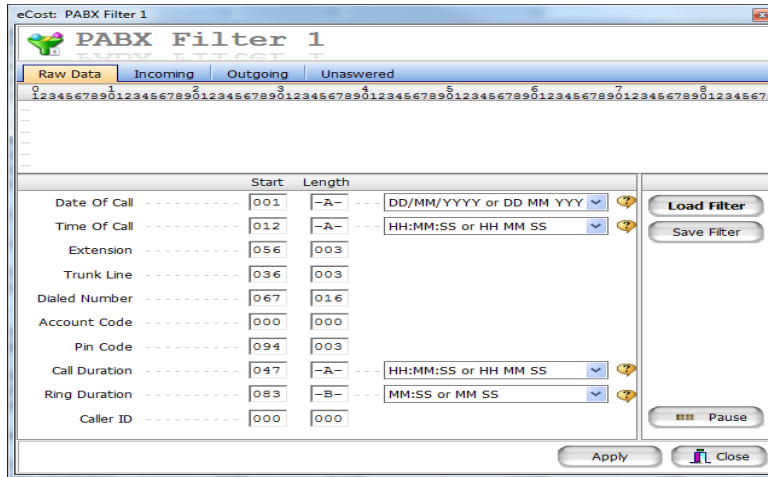 eCost: PABX Filter 1
PABX Filter 1
Raw Data Incoming Outgoing Unaswered
0 1 2 3 4 5 6 7 8
123456789012345678901234567890123456789012345678901234567890123456789012345678901234567
Start Length
Date Of Call 001 -A- DD/MM/YYYY or DD MM YYY Load Filter
Time Of Call 012 -A- HH:MM:SS or HH MM SS Save Filter
Extension 056 003
Trunk Line 036 003
Dialed Number 067 016
Account Code 000 000
Pin Code 094 003
Call Duration 047 -A- HH:MM:SS or HH MM SS
Ring Duration 083 -B- MM:SS or MM SS
Caller ID 000 000 Pause
Apply Close